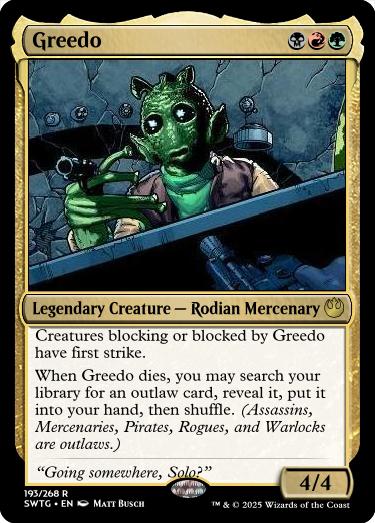 Greedo
Legendary Creature — Rodian Mercenary
Creatures blocking or blocked by Greedo
have first strike.
When Greedo dies, you may search your
library for an outlaw card, reveal it, put it
into your hand, then shuffle. (Assassins,
Mercenaries, Pirates, Rogues, and Warlocks
are outlaws.)
“Going somewhere, Solo?”
4/4
193/268 R
SWTG • EN Matt Busch
™ & © 2025 Wizards of the Coast